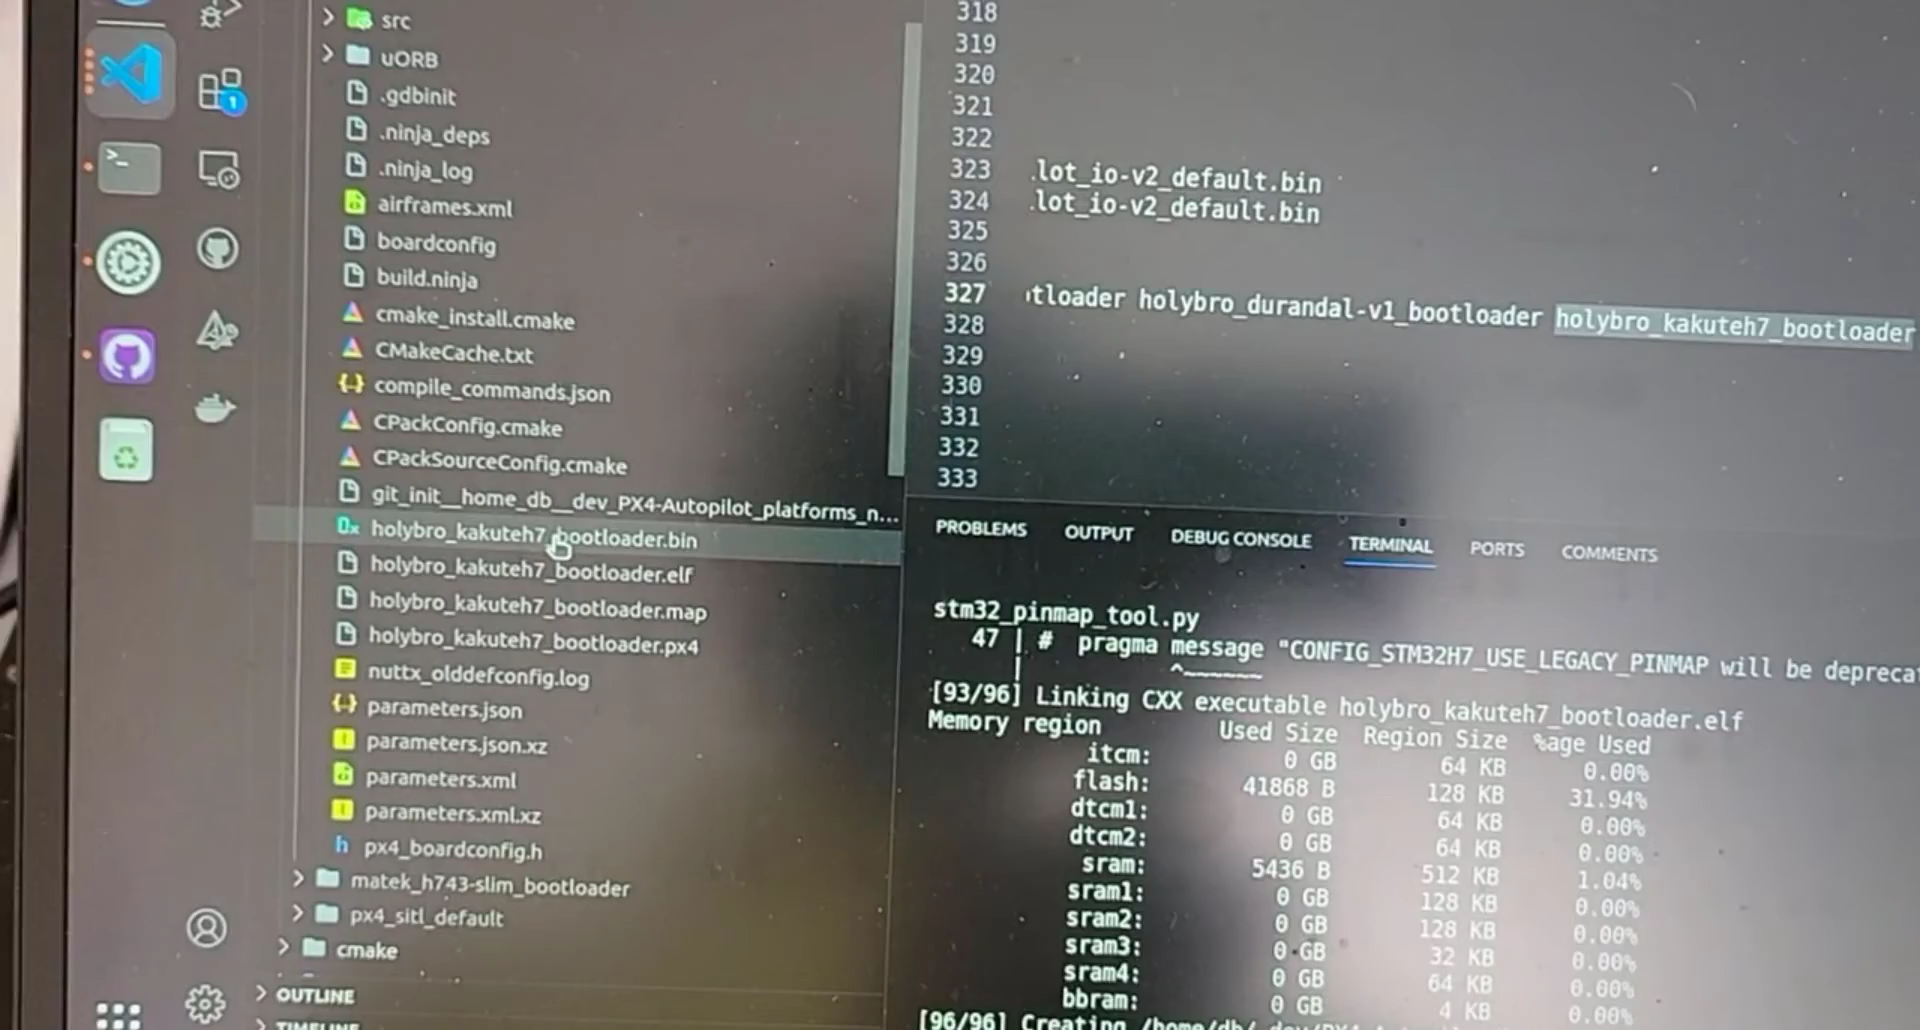 src
uORB
.gdbinit
.ninja_deps
.ninja_log
airframes.xml
boardconfig
build.ninja
cmake_install.cmake
CMakeCache.txt
compile_commands.json
CPackConfig.cmake
CPackSourceConfig.cmake
git_init__home_db__dev_PX4-Autopilot_platforms_n...
holybro_kakuteh7_bootloader.bin
holybro_kakuteh7_bootloader.elf
holybro_kakuteh7_bootloader.map
holybro_kakuteh7_bootloader.px4
nuttx_olddefconfig.log
parameters.json
parameters.json.xz
parameters.xml
parameters.xml.xz
px4_boardconfig.h
matek_h743-slim_bootloader
px4_sitl_default
cmake
OUTLINE
TIMELINE
1
318
319
320
321
322
323 .lot_io-v2_default.bin
324 .lot_io-v2_default.bin
325
326
327 tloader holybro_durandal-v1_bootloader holybro_kakuteh7_bootloader
328
329
330
331
332
333
PROBLEMS OUTPUT DEBUG CONSOLE TERMINAL PORTS COMMENTS
stm32_pinmap_tool.py
47 | # pragma message "CONFIG_STM32H7_USE_LEGACY_PINMAP will be deprecat
| ^~~~~~~
[93/96] Linking CXX executable holybro_kakuteh7_bootloader.elf
Memory region Used Size Region Size %age Used
itcm: 0 GB 64 KB 0.00%
flash: 41868 B 128 KB 31.94%
dtcm1: 0 GB 64 KB 0.00%
dtcm2: 0 GB 64 KB 0.00%
sram: 5436 B 512 KB 1.04%
sram1: 0 GB 128 KB 0.00%
sram2: 0 GB 128 KB 0.00%
sram3: 0 GB 32 KB 0.00%
sram4: 0 GB 64 KB 0.00%
bbram: 0 GB 4 KB 0.00%
[96/96] Creating /home/db/